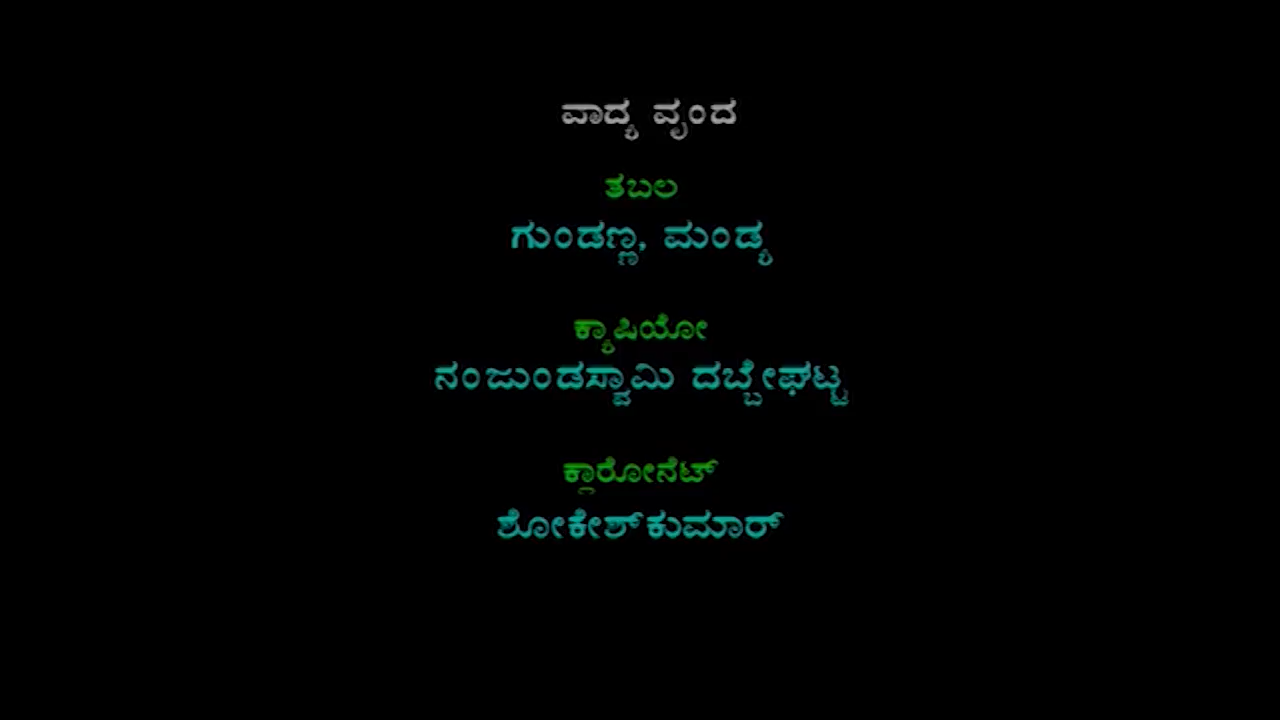 ವಾದ್ಯ ವೃಂದ
ತಬಲ
ಗುಂಡಣ್ಣ, ಮಂಡ್ಯ
ಕ್ಯಾಷಿಯೋ
ನಂಜುಂಡಸ್ವಾಮಿ ದಬ್ಬೇಘಟ್ಟ
ಕ್ಲಾರೋನೆಟ್
ಶೋಕೇಶ್‌ಕುಮಾರ್